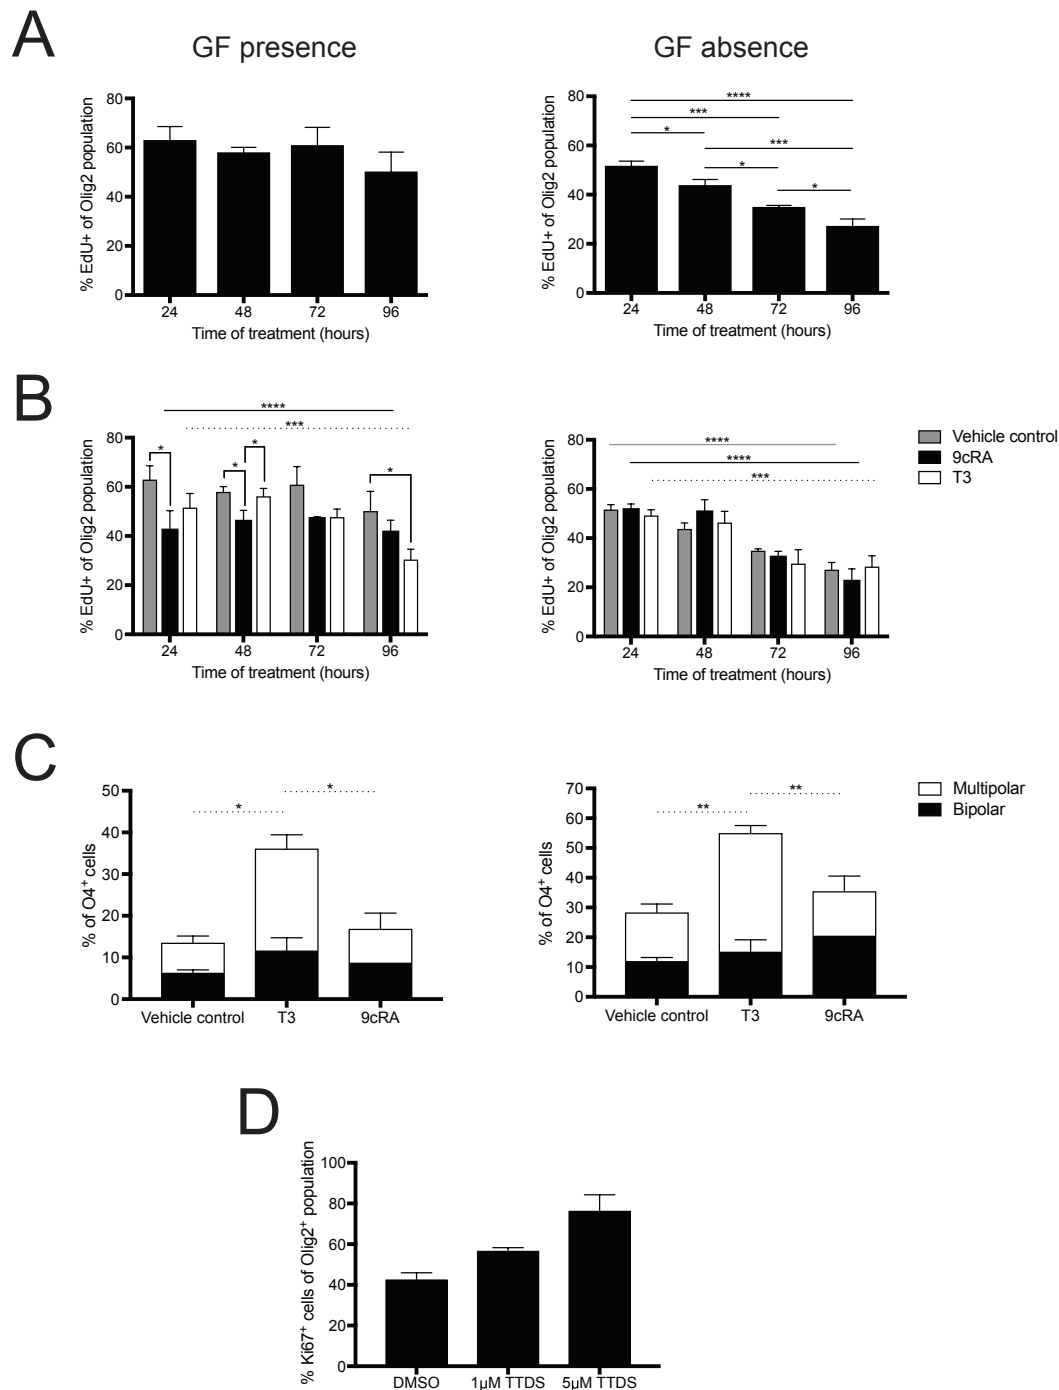 A
GF presence
GF absence
% EdU+ of Olig2 population
80
60
40
20
0
24 48 72 96
Time of treatment (hours)
% EdU+ of Olig2 population
80
60
40
20
0
****
***
*
***
*
*
24 48 72 96
Time of treatment (hours)
B
% EdU+ of Olig2 population
80
60
40
20
0
****
***
*
*
*
*
24 48 72 96
Time of treatment (hours)
% EdU+ of Olig2 population
80
60
40
20
0
****
****
***
24 48 72 96
Time of treatment (hours)
Vehicle control
9cRA
T3
C
% of O4+ cells
50
40
30
20
10
0
*
*
Vehicle control T3 9cRA
% of O4+ cells
70
60
50
40
30
20
10
0
**
**
Vehicle control T3 9cRA
Multipolar
Bipolar
D
% Ki67+ cells of Olig2+ population
100
80
60
40
20
0
DMSO 1µM TTDS 5µM TTDS